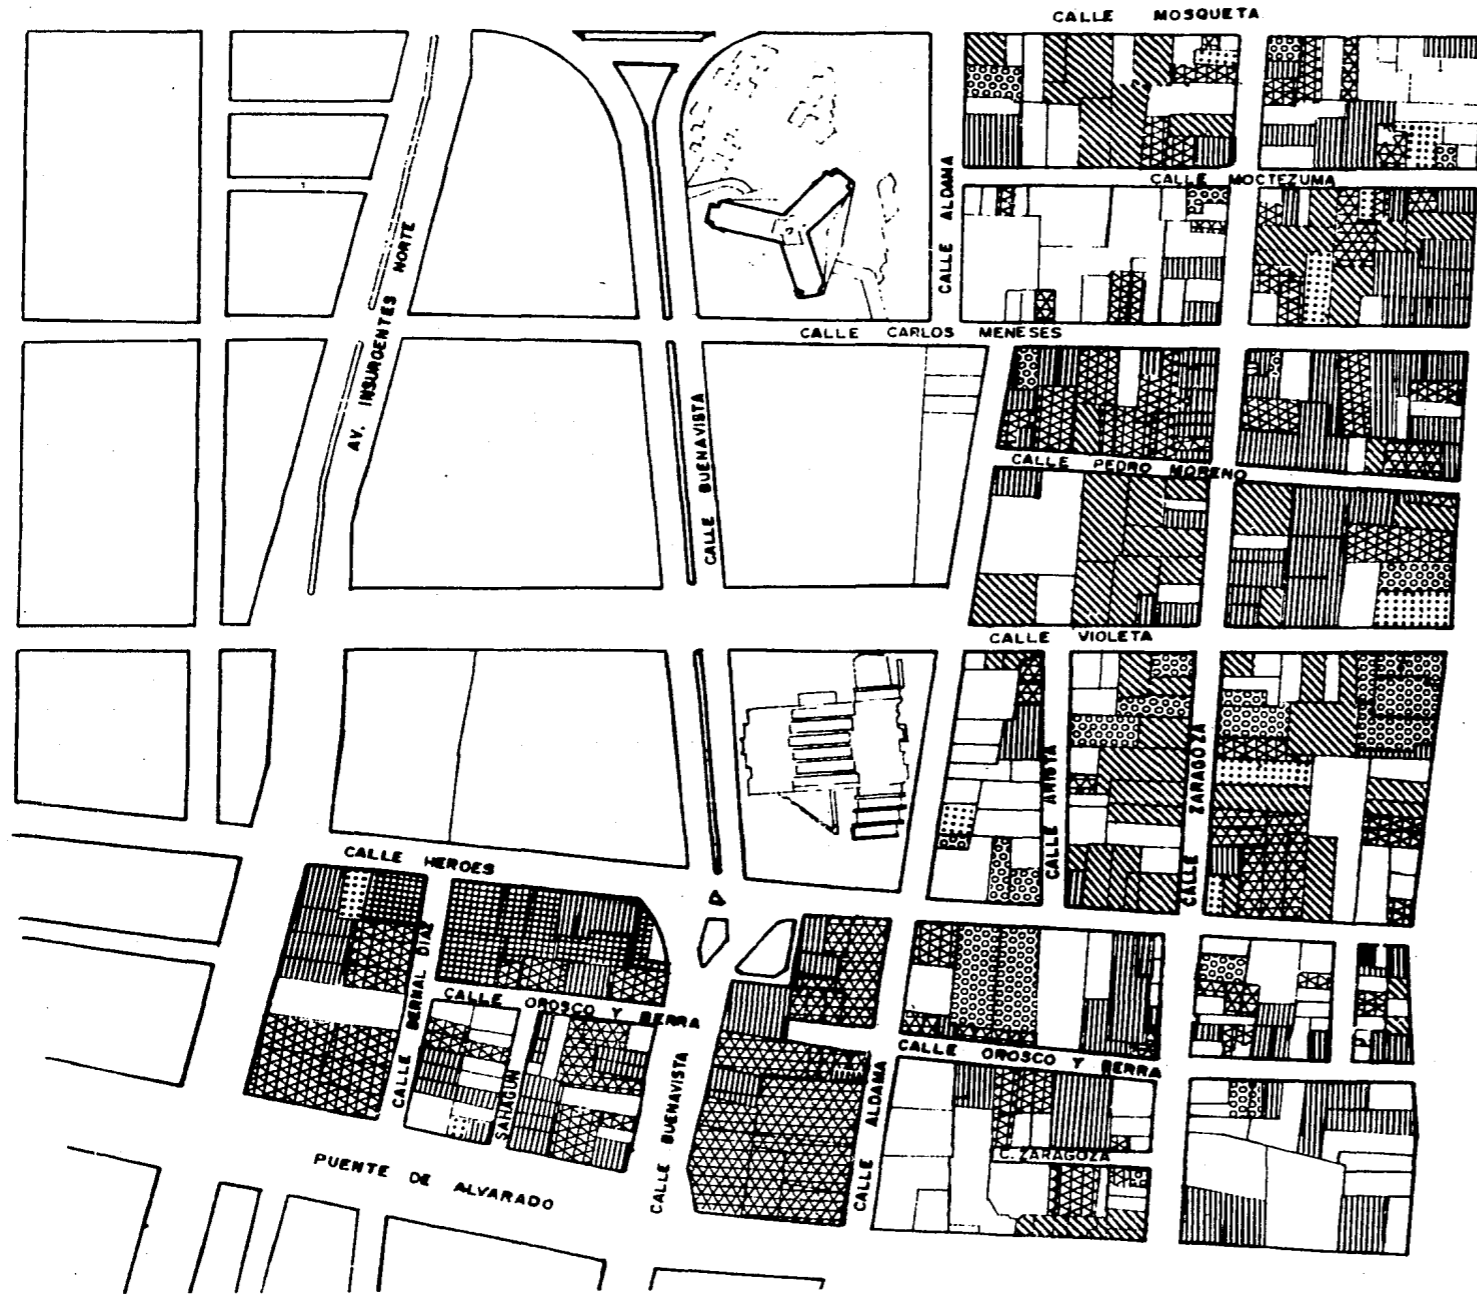 CALLE MOSQUETA
CALLE MOCTEZUMA
CALLE ALDAMA
AV. INSURGENTES NORTE
CALLE CARLOS MENESES
CALLE BUENAVISTA
CALLE PEDRO MORENO
CALLE VIOLETA
CALLE ARISTA
CALLE ZARAGOZA
CALLE HEROES
CALLE BERNAL DIAZ
CALLE OROSCO Y BERRA
SAHAGUN
CALLE BUENAVISTA
CALLE ALDAMA
CALLE OROSCO Y BERRA
C. ZARAGOZA
PUENTE DE ALVARADO